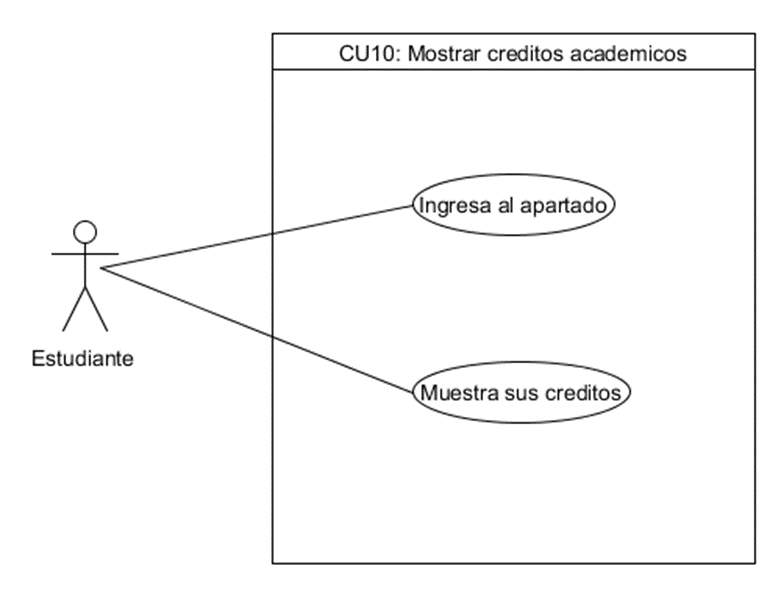 CU10: Mostrar creditos academicos
Ingresa al apartado
Estudiante
Muestra sus creditos